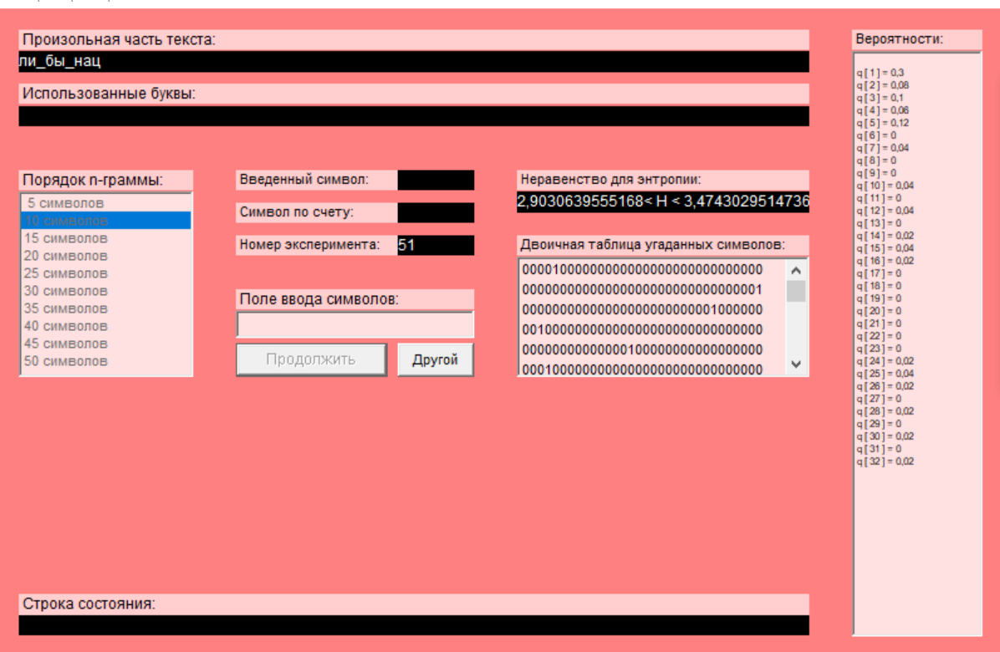 Произольная часть текста:
ли_бы_нац
Использованные буквы:
Порядок n-граммы:
5 символов
10 символов
15 символов
20 символов
25 символов
30 символов
35 символов
40 символов
45 символов
50 символов
Введенный символ:
Символ по счету:
Номер эксперимента: 51
Поле ввода символов:
Продолжить Другой
Неравенство для энтропии:
2,9030639555168< H < 3,4743029514736
Двоичная таблица угаданных символов:
00001000000000000000000000000000
00000000000000000000000000000001
00000000000000000000000001000000
00100000000000000000000000000000
00000000000000100000000000000000
00010000000000000000000000000000
Строка состояния:
Вероятности:
q[1] = 0,3
q[2] = 0,08
q[3] = 0,1
q[4] = 0,06
q[5] = 0,12
q[6] = 0
q[7] = 0,04
q[8] = 0
q[9] = 0
q[10] = 0,04
q[11] = 0
q[12] = 0,04
q[13] = 0
q[14] = 0,02
q[15] = 0,04
q[16] = 0,02
q[17] = 0
q[18] = 0
q[19] = 0
q[20] = 0
q[21] = 0
q[22] = 0
q[23] = 0
q[24] = 0,02
q[25] = 0,04
q[26] = 0,02
q[27] = 0
q[28] = 0,02
q[29] = 0
q[30] = 0,02
q[31] = 0
q[32] = 0,02